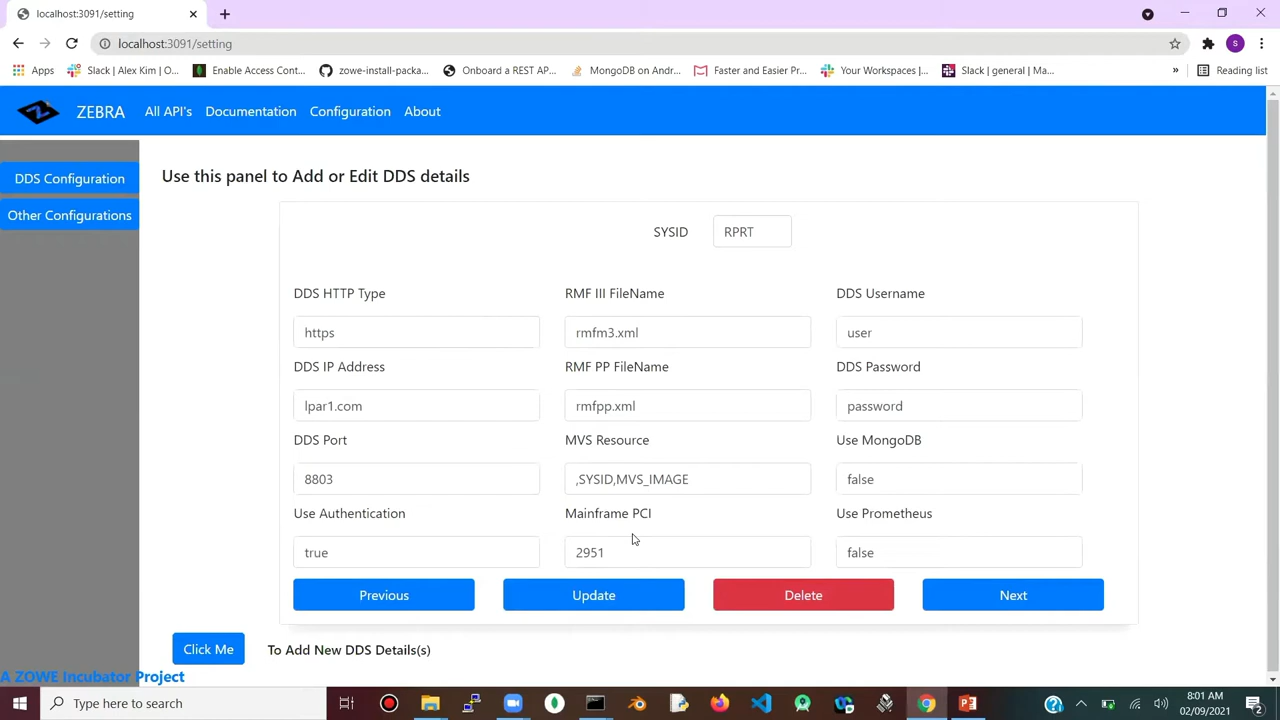 localhost:3091/setting
localhost:3091/setting
S
Apps
Slack | Alex Kim | O...
Enable Access Cont...
zowe-install-packa...
Onboard a REST AP...
MongoDB on Andr...
Faster and Easier Pr...
Your Workspaces |...
Slack | general | Ma...
»
Reading list
ZEBRA
All API's
Documentation
Configuration
About
DDS Configuration
Other Configurations
Use this panel to Add or Edit DDS details
SYSID
RPRT
DDS HTTP Type
RMF III FileName
DDS Username
https
rmfm3.xml
user
DDS IP Address
RMF PP FileName
DDS Password
lpar1.com
rmfpp.xml
password
DDS Port
MVS Resource
Use MongoDB
8803
,SYSID,MVS_IMAGE
false
Use Authentication
Mainframe PCI
Use Prometheus
true
2951
false
Previous
Update
Delete
Next
Click Me
To Add New DDS Details(s)
A ZOWE Incubator Project
Type here to search
8:01 AM
02/09/2021
2